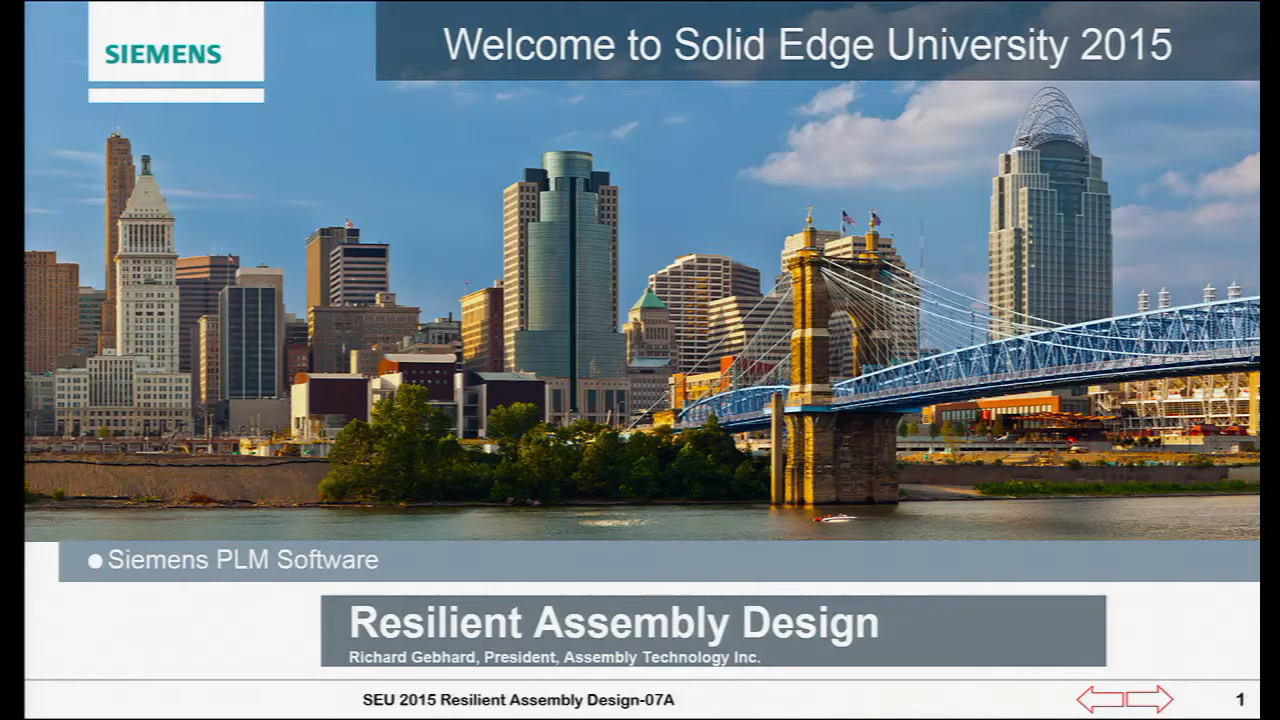 SIEMENS
Welcome to Solid Edge University 2015
Siemens PLM Software
Resilient Assembly Design
Richard Gebhard, President, Assembly Technology Inc.
SEU 2015 Resilient Assembly Design-07A
1